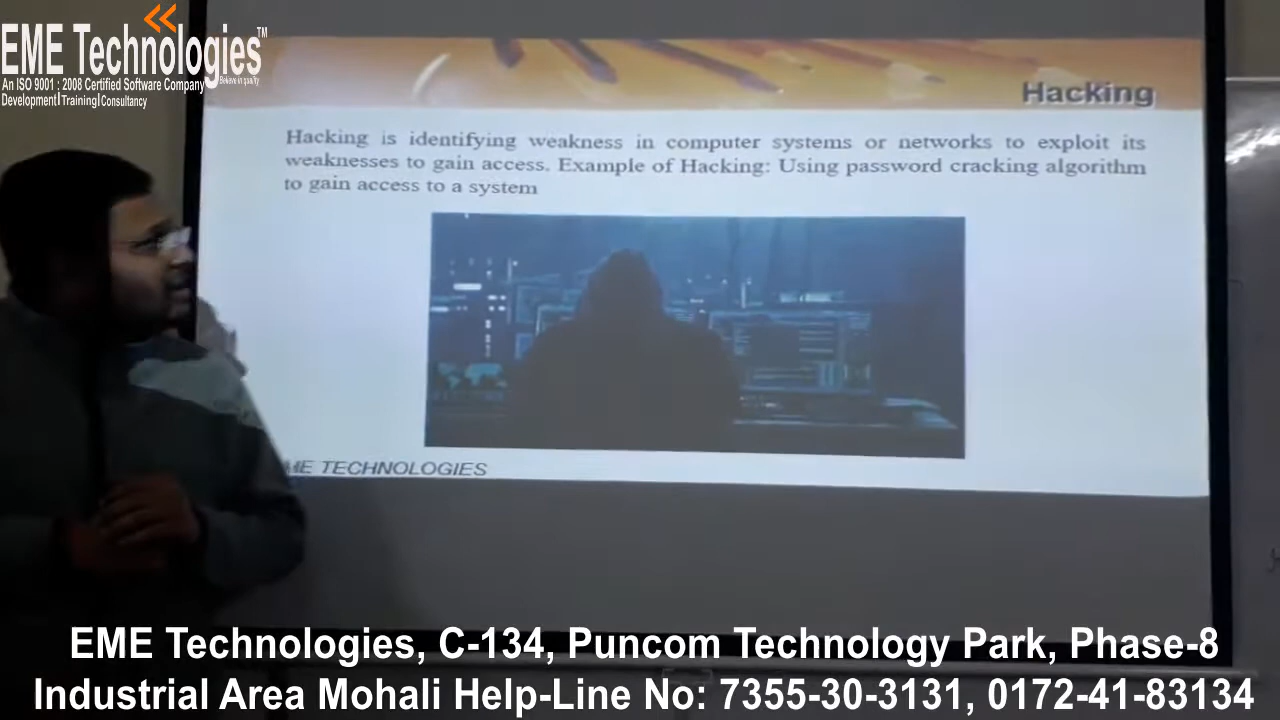 EME Technologies™
Believe in quality
An ISO 9001 : 2008 Certified Software Company
Development|Training|Consultancy
Hacking
Hacking is identifying weakness in computer systems or networks to exploit its
weaknesses to gain access. Example of Hacking: Using password cracking algorithm
to gain access to a system
ME TECHNOLOGIES
EME Technologies, C-134, Puncom Technology Park, Phase-8
Industrial Area Mohali Help-Line No: 7355-30-3131, 0172-41-83134